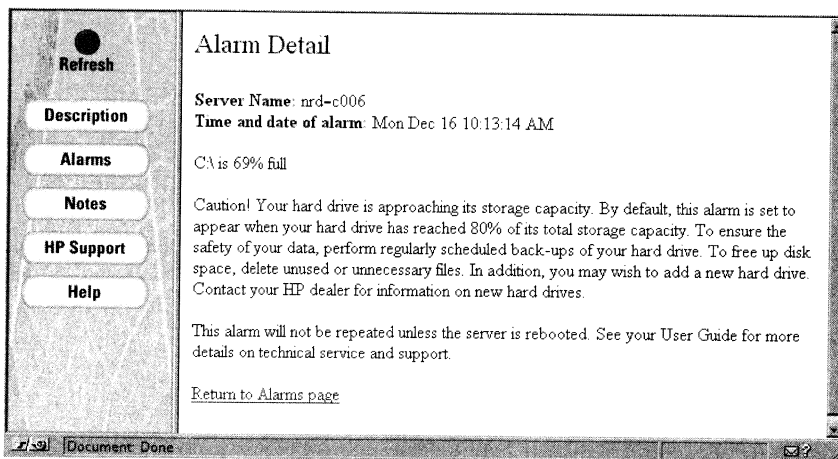 Refresh
Description
Alarms
Notes
HP Support
Help
Alarm Detail
Server Name: nrd-c006
Time and date of alarm: Mon Dec 16 10:13:14 AM
C:\ is 69% full
Caution! Your hard drive is approaching its storage capacity. By default, this alarm is set to
appear when your hard drive has reached 80% of its total storage capacity. To ensure the
safety of your data, perform regularly scheduled back-ups of your hard drive. To free up disk
space, delete unused or unnecessary files. In addition, you may wish to add a new hard drive.
Contact your HP dealer for information on new hard drives.
This alarm will not be repeated unless the server is rebooted. See your User Guide for more
details on technical service and support.
Return to Alarms page
Document: Done
?